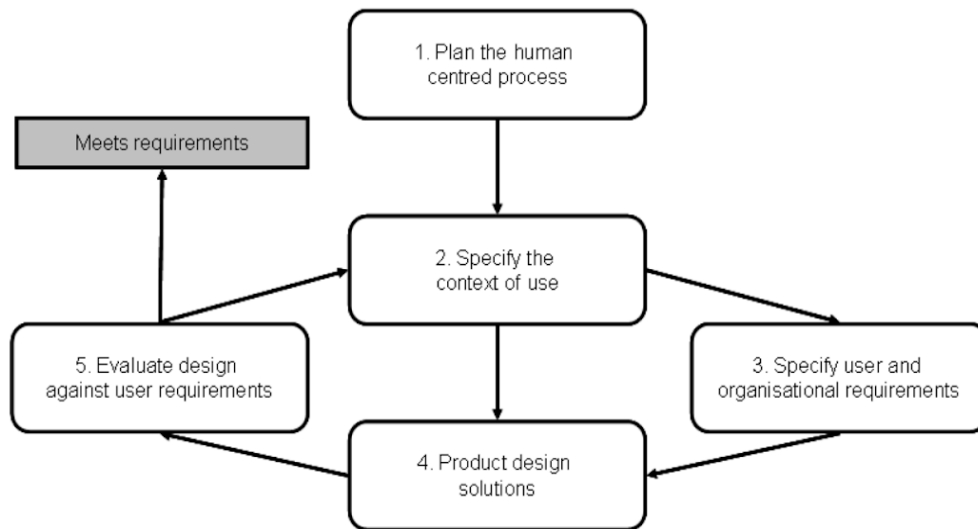 1. Plan the human
centred process
Meets requirements
2. Specify the
context of use
5. Evaluate design
against user requirements
3. Specify user and
organisational requirements
4. Product design
solutions